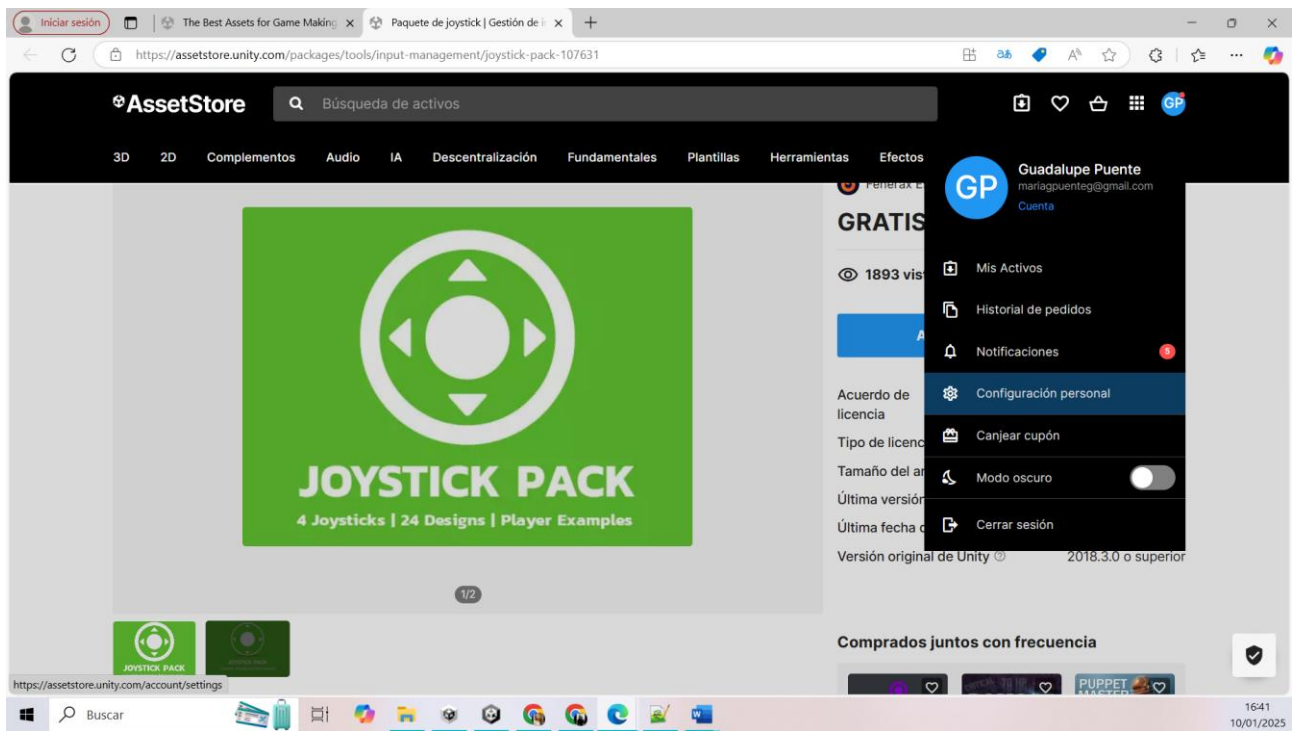 Iniciar sesión
The Best Assets for Game Making
Paquete de joystick | Gestión de i
https://assetstore.unity.com/packages/tools/input-management/joystick-pack-107631
AssetStore
Búsqueda de activos
GP
3D 2D Complementos Audio IA Descentralización Fundamentales Plantillas Herramientas Efectos
GP
Guadalupe Puente
mariagpuenteg@gmail.com
Cuenta
Fenerax
GRATIS
1893 vis
A
Mis Activos
Historial de pedidos
Notificaciones 5
Configuración personal
Canjear cupón
Modo oscuro
Cerrar sesión
Acuerdo de
licencia
Tipo de licenc
Tamaño del ar
Última versión
Última fecha d
Versión original de Unity 2018.3.0 o superior
JOYSTICK PACK
4 Joysticks | 24 Designs | Player Examples
1/2
JOYSTICK PACK
Comprados juntos con frecuencia
PUPPET
MASTER
https://assetstore.unity.com/account/settings
Buscar
16:41
10/01/2025